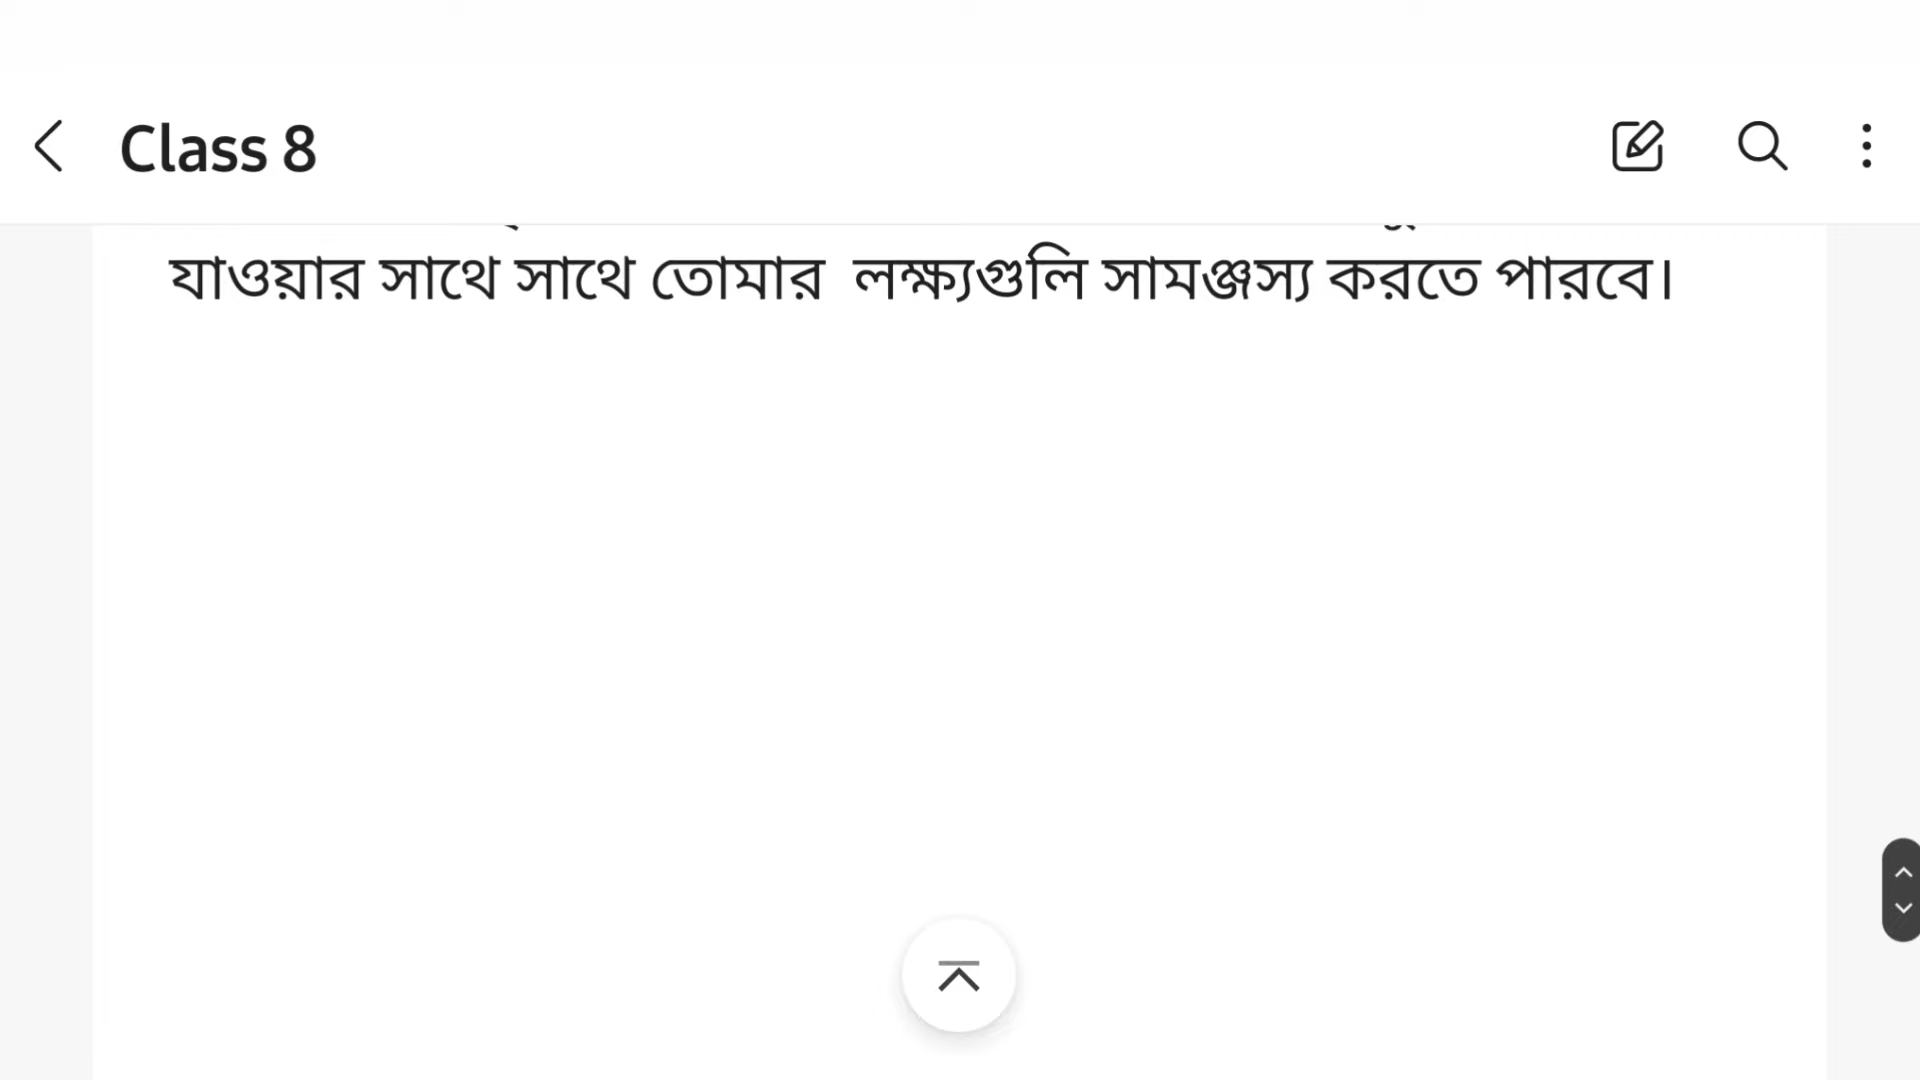 Class 8
যাওয়ার সাথে সাথে তোমার লক্ষ্যগুলি সামঞ্জস্য করতে পারবে।